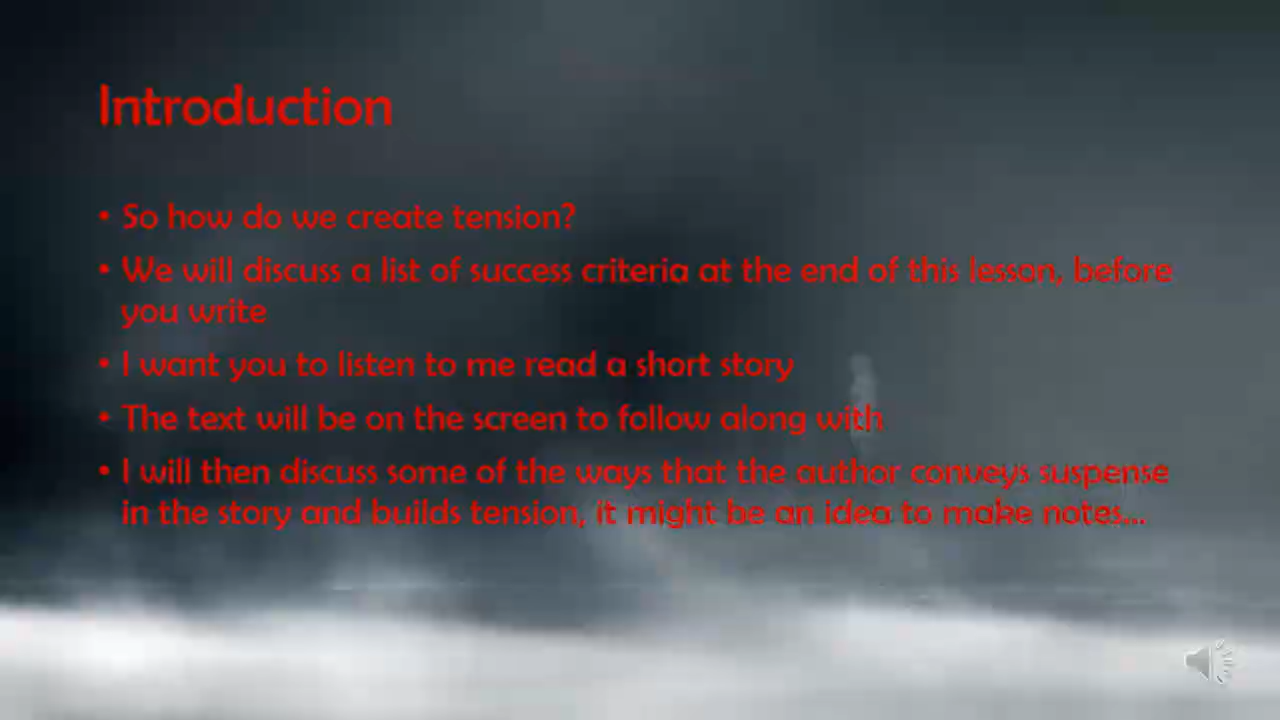 Introduction
• So how do we create tension?
• We will discuss a list of success criteria at the end of this lesson, before
you write
• I want you to listen to me read a short story
• The text will be on the screen to follow along with
• I will then discuss some of the ways that the author conveys suspense
in the story and builds tension, it might be an idea to make notes...